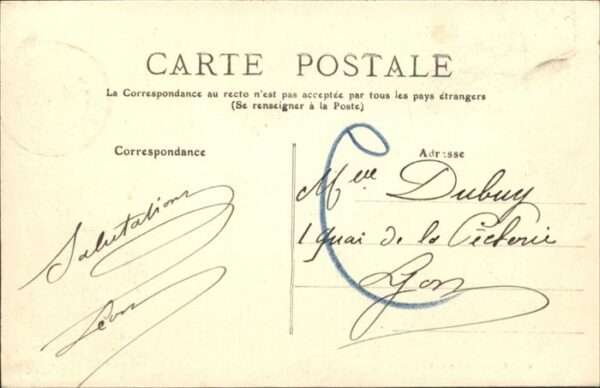 CARTE POSTALE
La Correspondance au recto n'est pas acceptée par tous les pays étrangers
(Se renseigner à la Poste)
Correspondance
Adresse
Salutations
Léon
Melle Dubuy
1 quai de la Pêcherie
Lyon